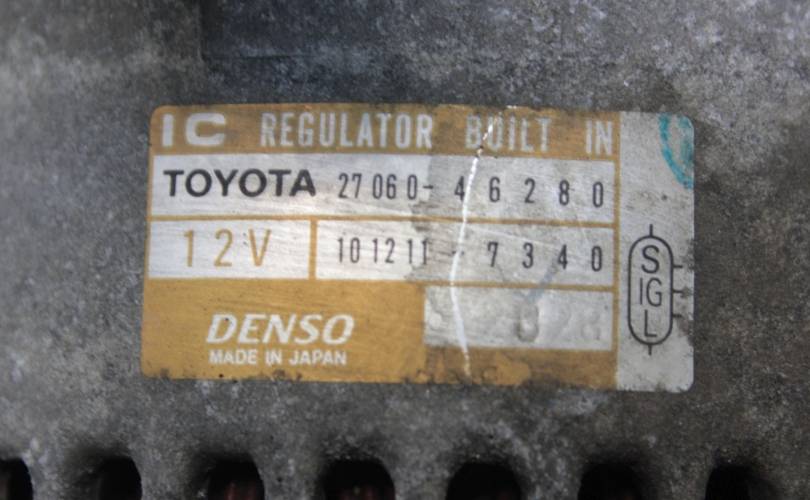 IC REGULATOR BUILT IN
TOYOTA 27060-46280
12V 101211-7340
DENSO
MADE IN JAPAN
S
IG
L